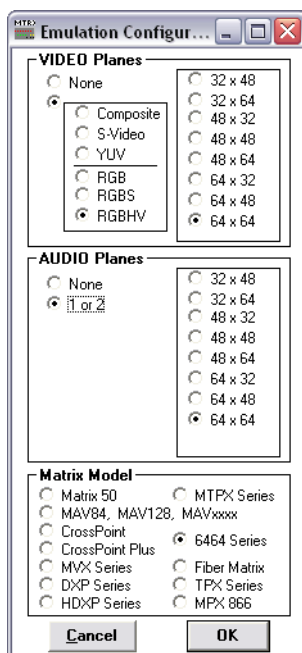 MTRX
Emulation Configur...
VIDEO Planes
None
Composite
S-Video
YUV
RGB
RGBS
RGBHV
32 x 48
32 x 64
48 x 32
48 x 48
48 x 64
64 x 32
64 x 48
64 x 64
AUDIO Planes
None
1 or 2
32 x 48
32 x 64
48 x 32
48 x 48
48 x 64
64 x 32
64 x 48
64 x 64
Matrix Model
Matrix 50
MTPX Series
MAV84, MAV128, MAVxxxx
CrossPoint
CrossPoint Plus
6464 Series
MVX Series
Fiber Matrix
DXP Series
TPX Series
HDXP Series
MPX 866
Cancel
OK